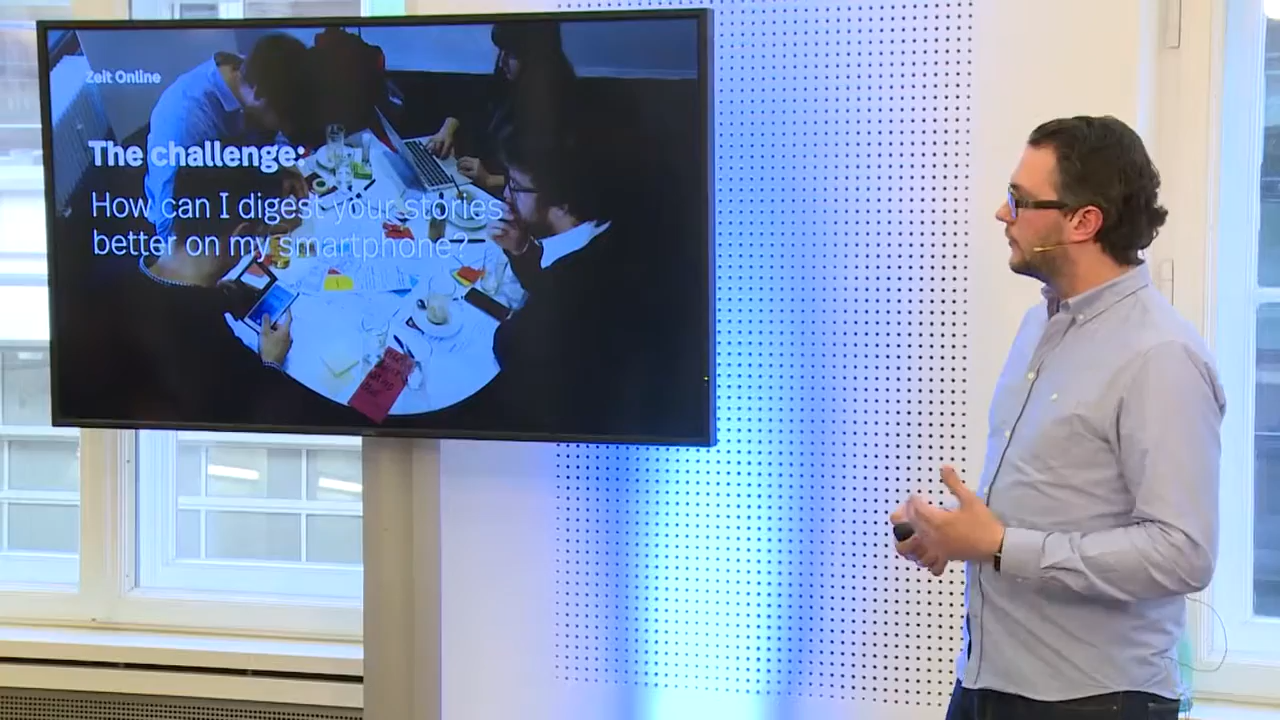 Zeit Online
The challenge:
How can I digest your stories
better on my smartphone?